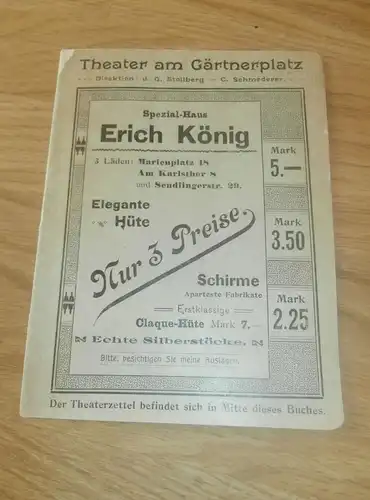 Theater am Gärtnerplatz
Direktion: J. G. Stollberg — C. Schmederer.
Spezial-Haus
Erich König
3 Läden: Marienplatz 18
Am Karlsthor 8
und Sendlingerstr. 29.
Elegante
Hüte
Nur 3 Preise.
Schirme
Aparteste Fabrikate
Erstklassige
Claque-Hüte Mark 7.—
Echte Silberstöcke.
Bitte, besichtigen Sie meine Auslagen.
Mark
5.—
Mark
3.50
Mark
2.25
Der Theaterzettel befindet sich in Mitte dieses Buches.